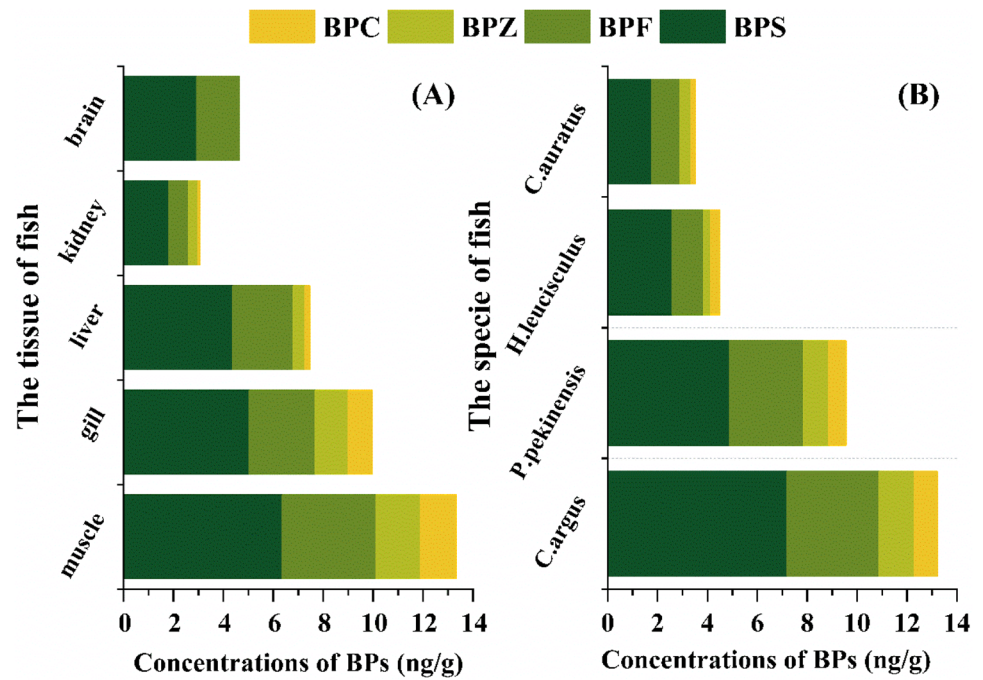 BPC BPZ BPF BPS
(A)
The tissue of fish
brain
kidney
liver
gill
muscle
0 2 4 6 8 10 12 14
Concentrations of BPs (ng/g)
(B)
The specie of fish
C.auratus
H.leucisculus
P.pekinensis
C.argus
0 2 4 6 8 10 12 14
Concentrations of BPs (ng/g)